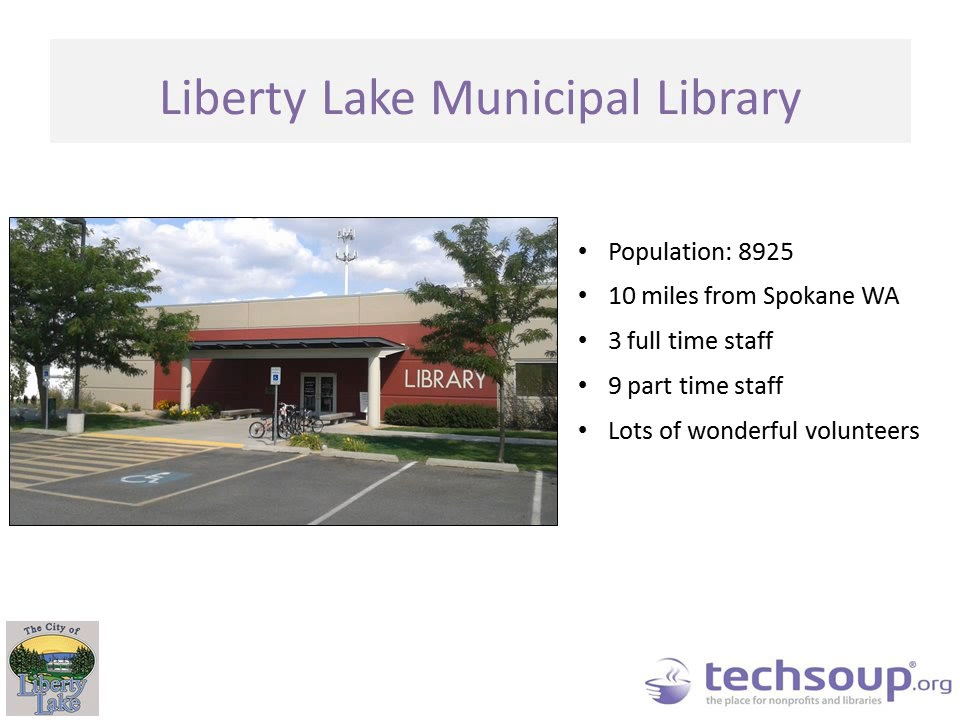 Liberty Lake Municipal Library
LIBRARY
• Population: 8925
• 10 miles from Spokane WA
• 3 full time staff
• 9 part time staff
• Lots of wonderful volunteers
The City of
Liberty
Lake
techsoup®.org
the place for nonprofits and libraries